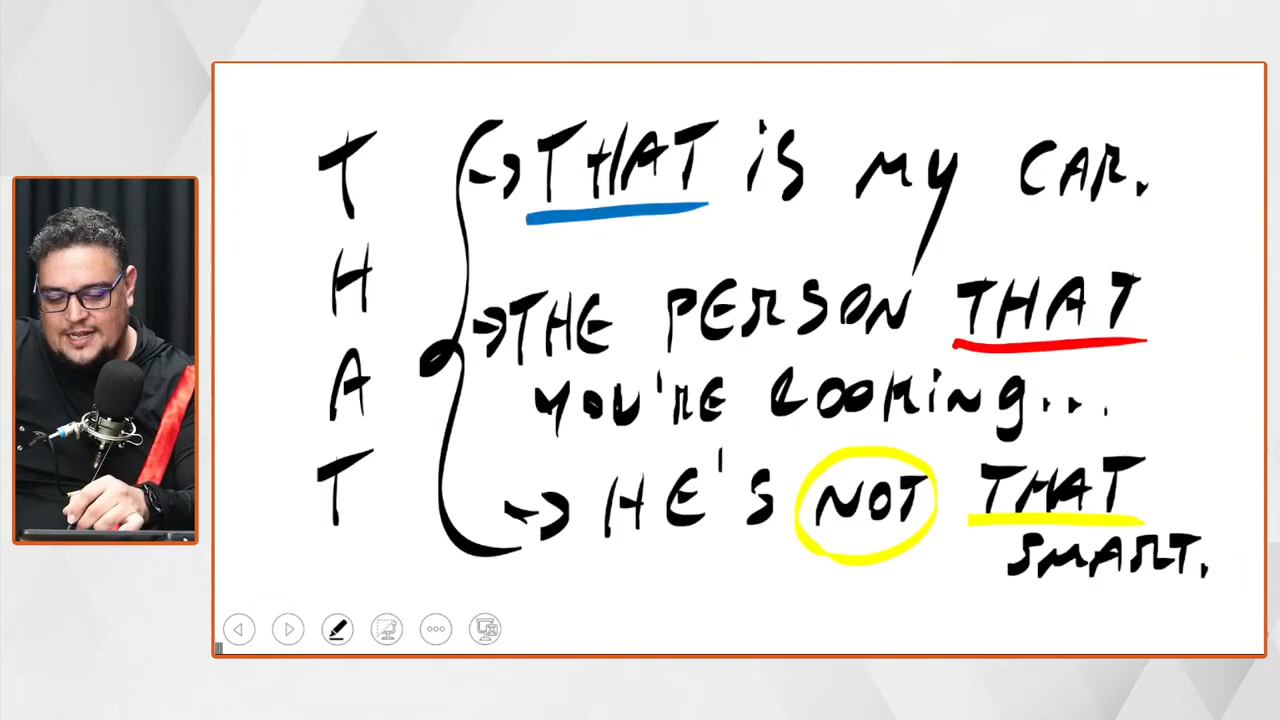 T
H
A
T
→ THAT is MY CAR.
→ THE PERSON THAT
YOU'RE LOOKING...
→ HE'S NOT THAT
SMART.